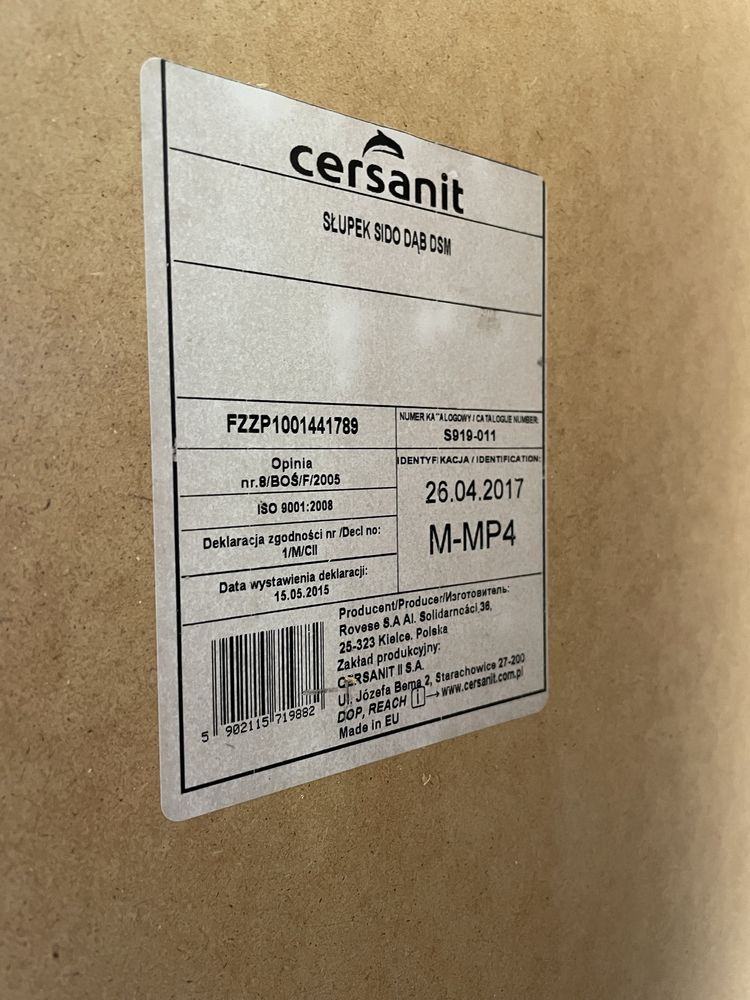 cersanit
SŁUPEK SIDO DĄB DSM
FZZP1001441789
NUMER KATALOGOWY / CATALOGUE NUMBER:
S919-011
Opinia
nr.8/BOŚ/F/2005
IDENTYFIKACJA / IDENTIFICATION:
26.04.2017
M-MP4
ISO 9001:2008
Deklaracja zgodności nr /Decl no:
1/M/CII
Data wystawienia deklaracji:
15.05.2015
Producent/Producer/Изготовитель:
Rovese S.A Al. Solidarności 36,
25-323 Kielce. Polska
Zakład produkcyjny:
CERSANIT II S.A.
Ul. Józefa Bema 2, Starachowice 27-200
DOP, REACH i → www.cersanit.com.pl
Made in EU
5 902115 719882